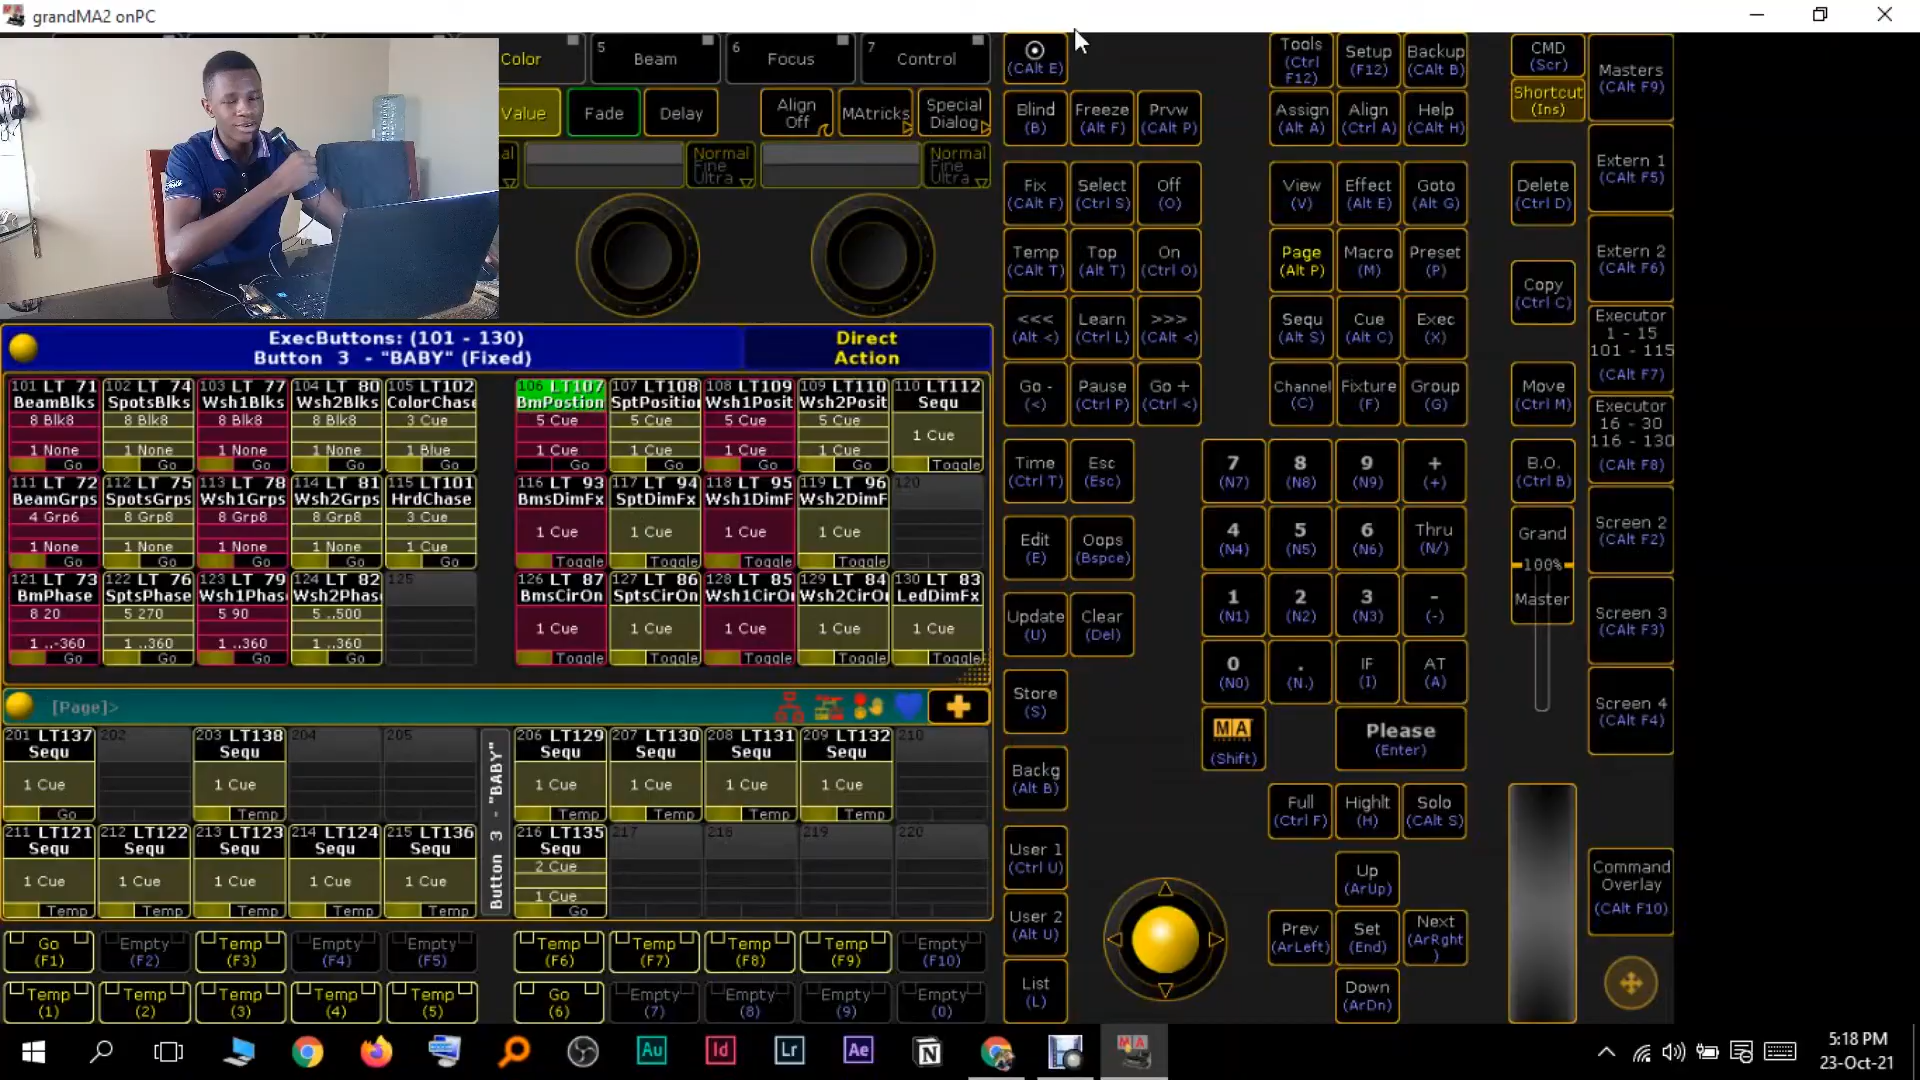 grandMA2 onPC
Color
5 Beam
6 Focus
7 Control
Value Fade Delay
Align Off
MAtricks
Special Dialog
Normal Fine Ultra
Normal Fine Ultra
ExecButtons: (101 - 130)
Button 3 - "BABY" (Fixed)
Direct Action
101 LT 71 102 LT 74 103 LT 77 104 LT 80 105 LT102 106 LT107 107 LT108 108 LT109 109 LT110 110 LT112
BeamBlks SpotsBlks Wsh1Blks Wsh2Blks ColorChase BmPostion SptPositio Wsh1Posit Wsh2Posit Sequ
8 Blk8 8 Blk8 8 Blk8 8 Blk8 3 Cue 5 Cue 5 Cue 5 Cue 5 Cue 1 Cue
1 None 1 None 1 None 1 None 1 Blue 1 Cue 1 Cue 1 Cue 1 Cue
Go Go Go Go Go Go Go Go Go Toggle
111 LT 72 112 LT 75 113 LT 78 114 LT 81 115 LT101 116 LT 93 117 LT 94 118 LT 95 119 LT 96 120
BeamGrps SpotsGrps Wsh1Grps Wsh2Grps HrdChase BmsDimFx SptDimFx Wsh1DimF Wsh2DimF
4 Grp6 8 Grp8 8 Grp8 8 Grp8 3 Cue 1 Cue 1 Cue 1 Cue 1 Cue
1 None 1 None 1 None 1 None 1 Cue
Go Go Go Go Go Toggle Toggle Toggle Toggle
121 LT 73 122 LT 76 123 LT 79 124 LT 82 125 126 LT 87 127 LT 86 128 LT 85 129 LT 84 130 LT 83
BmPhase SptsPhase Wsh1Phas Wsh2Phas BmsCirOn SptsCirOn Wsh1CirO Wsh2CirO LedDimFx
8 20 5 270 5 90 5 ..500 1 Cue 1 Cue 1 Cue 1 Cue 1 Cue
1 ..-360 1 ..360 1 ..360 1 ..360
Go Go Go Go Toggle Toggle Toggle Toggle Toggle
[Page]>
201 LT137 202 203 LT138 204 205 206 LT129 207 LT130 208 LT131 209 LT132 210
Sequ Sequ Sequ Sequ Sequ Sequ
1 Cue 1 Cue 1 Cue 1 Cue 1 Cue 1 Cue
Go Temp Temp Temp Temp Temp
Button 3 - "BABY"
211 LT121 212 LT122 213 LT123 214 LT124 215 LT136 216 LT135 217 218 219 220
Sequ Sequ Sequ Sequ Sequ Sequ
1 Cue 1 Cue 1 Cue 1 Cue 1 Cue 2 Cue
1 Cue
Temp Temp Temp Temp Temp Go
Go Empty Temp Empty Empty Temp Temp Temp Temp Empty
(F1) (F2) (F3) (F4) (F5) (F6) (F7) (F8) (F9) (F10)
Temp Temp Temp Temp Temp Go Empty Empty Empty Empty
(1) (2) (3) (4) (5) (6) (7) (8) (9) (0)
(CAlt E)
Blind (B)
Freeze (Alt F)
Prvw (CAlt P)
Fix (CAlt F)
Select (Ctrl S)
Off (O)
Temp (CAlt T)
Top (Alt T)
On (Ctrl O)
<<< (Alt <)
Learn (Ctrl L)
>>> (CAlt <)
Go - (<)
Pause (Ctrl P)
Go + (Ctrl <)
Time (Ctrl T)
Esc (Esc)
Edit (E)
Oops (Bspce)
Update (U)
Clear (Del)
Store (S)
Backg (Alt B)
User 1 (Ctrl U)
User 2 (Alt U)
List (L)
Tools (Ctrl F12)
Setup (F12)
Backup (CAlt B)
Assign (Alt A)
Align (Ctrl A)
Help (CAlt H)
View (V)
Effect (Alt E)
Goto (Alt G)
Page (Alt P)
Macro (M)
Preset (P)
Sequ (Alt S)
Cue (Alt C)
Exec (X)
Channel (C)
Fixture (F)
Group (G)
7 (N7)
8 (N8)
9 (N9)
+ (+)
4 (N4)
5 (N5)
6 (N6)
Thru (N/)
1 (N1)
2 (N2)
3 (N3)
- (-)
0 (N0)
. (N.)
IF (I)
AT (A)
MA (Shift)
Please (Enter)
Full (Ctrl F)
Highlt (H)
Solo (CAlt S)
Up (ArUp)
Prev (ArLeft)
Set (End)
Next (ArRght)
Down (ArDn)
CMD (Scr)
Shortcut (Ins)
Delete (Ctrl D)
Copy (Ctrl C)
Move (Ctrl M)
B.O. (Ctrl B)
Grand
100%
Master
Masters (CAlt F9)
Extern 1 (CAlt F5)
Extern 2 (CAlt F6)
Executor 1 - 15 101 - 115 (CAlt F7)
Executor 16 - 30 116 - 130 (CAlt F8)
Screen 2 (CAlt F2)
Screen 3 (CAlt F3)
Screen 4 (CAlt F4)
Command Overlay (CAlt F10)
Au Id Lr Ae N
5:18 PM
23-Oct-21